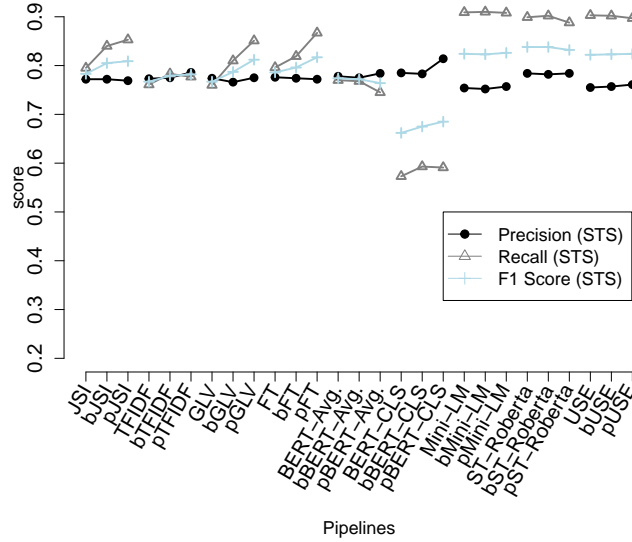 0.9
0.8
0.7
0.6
0.5
0.4
0.3
0.2
score
Precision (STS)
Recall (STS)
F1 Score (STS)
JSI
bJSI
pJSI
TFIDF
bTFIDF
pTFIDF
GLV
bGLV
pGLV
FT
bFT
pFT
BERT−Avg.
bBERT−Avg.
pBERT−Avg.
BERT−CLS
bBERT−CLS
pBERT−CLS
Mini−LM
bMini−LM
pMini−LM
ST−Roberta
bST−Roberta
pST−Roberta
USE
bUSE
pUSE
Pipelines